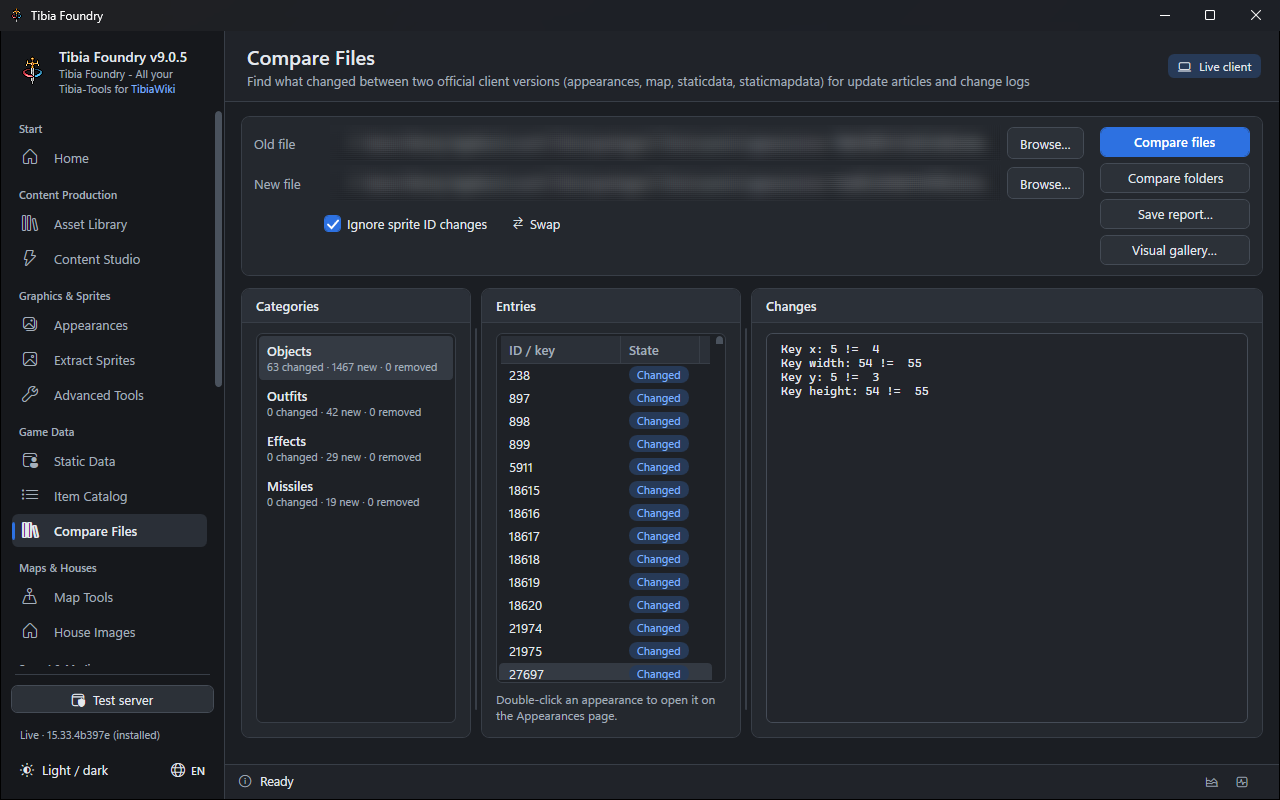 Tibia Foundry
Tibia Foundry v9.0.5
Tibia Foundry - All your
Tibia-Tools for TibiaWiki
Start
Home
Content Production
Asset Library
Content Studio
Graphics & Sprites
Appearances
Extract Sprites
Advanced Tools
Game Data
Static Data
Item Catalog
Compare Files
Maps & Houses
Map Tools
House Images
Test server
Live · 15.33.4b397e (installed)
Light / dark
EN
Compare Files
Find what changed between two official client versions (appearances, map, staticdata, staticmapdata) for update articles and change logs
Live client
Old file
Browse...
Compare files
New file
Browse...
Compare folders
Ignore sprite ID changes
Swap
Save report...
Visual gallery...
Categories
Objects
63 changed · 1467 new · 0 removed
Outfits
0 changed · 42 new · 0 removed
Effects
0 changed · 29 new · 0 removed
Missiles
0 changed · 19 new · 0 removed
Entries
ID / key State
238 Changed
897 Changed
898 Changed
899 Changed
5911 Changed
18615 Changed
18616 Changed
18617 Changed
18618 Changed
18619 Changed
18620 Changed
21974 Changed
21975 Changed
27697 Changed
Double-click an appearance to open it on
the Appearances page.
Changes
Key x: 5 !=  4
Key width: 54 !=  55
Key y: 5 !=  3
Key height: 54 !=  55
Ready